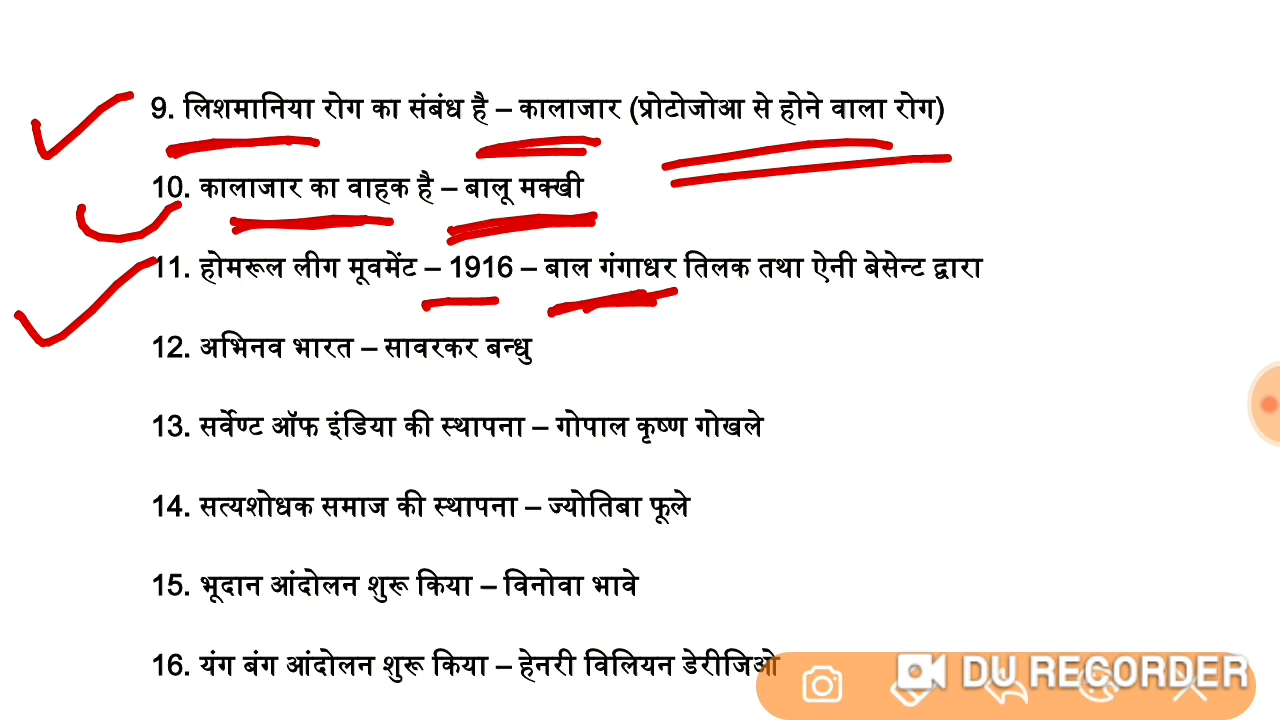 9. लिशमानिया रोग का संबंध है – कालाजार (प्रोटोजोआ से होने वाला रोग)
10. कालाजार का वाहक है – बालू मक्खी
11. होमरूल लीग मूवमेंट – 1916 – बाल गंगाधर तिलक तथा ऐनी बेसेन्ट द्वारा
12. अभिनव भारत – सावरकर बन्धु
13. सर्वेण्ट ऑफ इंडिया की स्थापना – गोपाल कृष्ण गोखले
14. सत्यशोधक समाज की स्थापना – ज्योतिबा फूले
15. भूदान आंदोलन शुरू किया – विनोवा भावे
16. यंग बंग आंदोलन शुरू किया – हेनरी विलियन डेरीजिओ
DU RECORDER